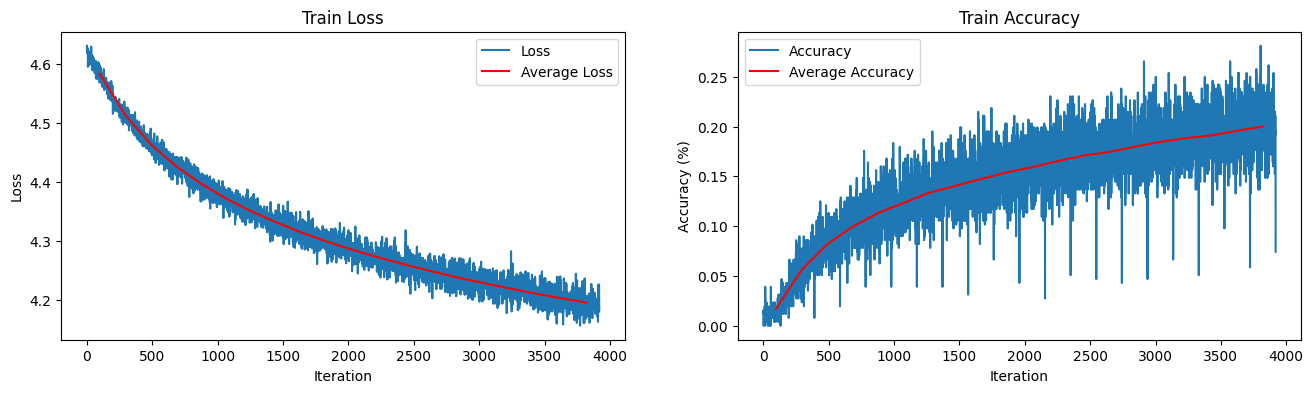 Train Loss
Loss
Average Loss
4.6
4.5
4.4
4.3
4.2
Loss
0
500
1000
1500
2000
2500
3000
3500
4000
Iteration
Train Accuracy
Accuracy
Average Accuracy
0.25
0.20
0.15
0.10
0.05
0.00
Accuracy (%)
0
500
1000
1500
2000
2500
3000
3500
4000
Iteration